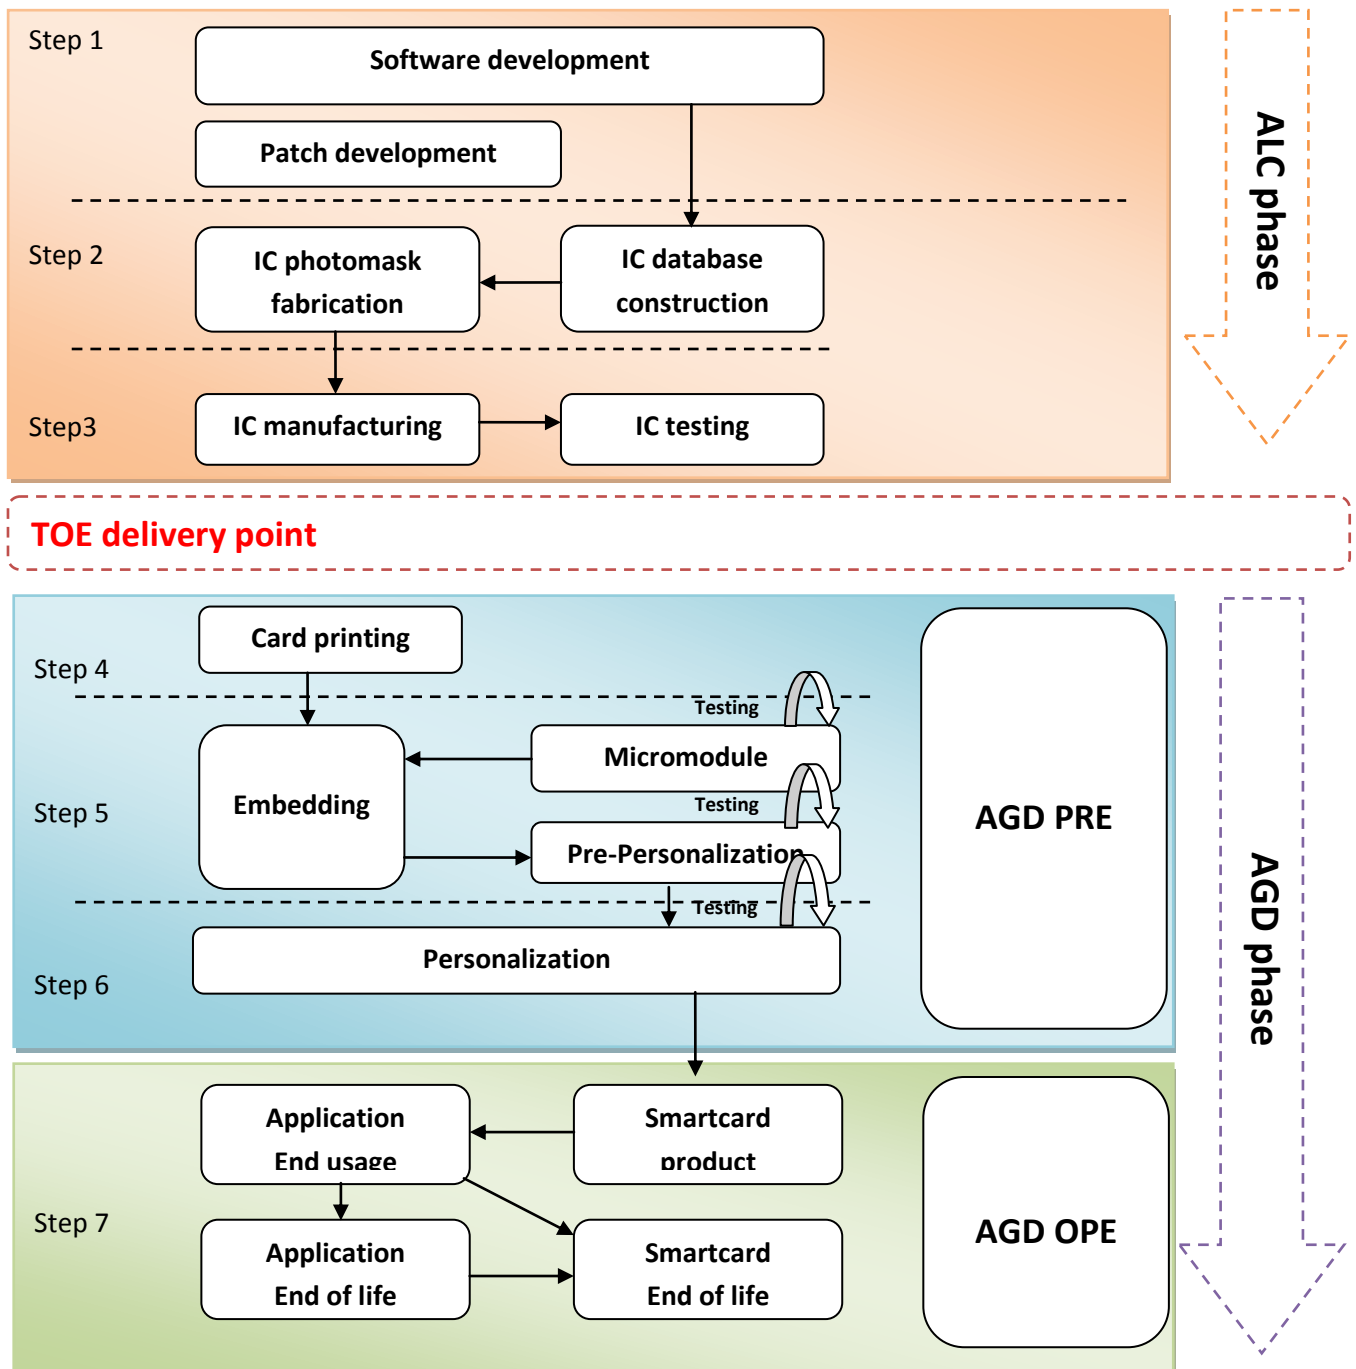 Step 1
Software development
Patch development
ALC phase
Step 2
IC photomask
fabrication
IC database
construction
Step3
IC manufacturing
IC testing
TOE delivery point
Card printing
Step 4
Testing
Micromodule
Embedding
Step 5
Testing
Pre-Personalization
AGD PRE
Testing
Personalization
Step 6
AGD phase
Application
End usage
Smartcard
product
Step 7
Application
End of life
Smartcard
End of life
AGD OPE